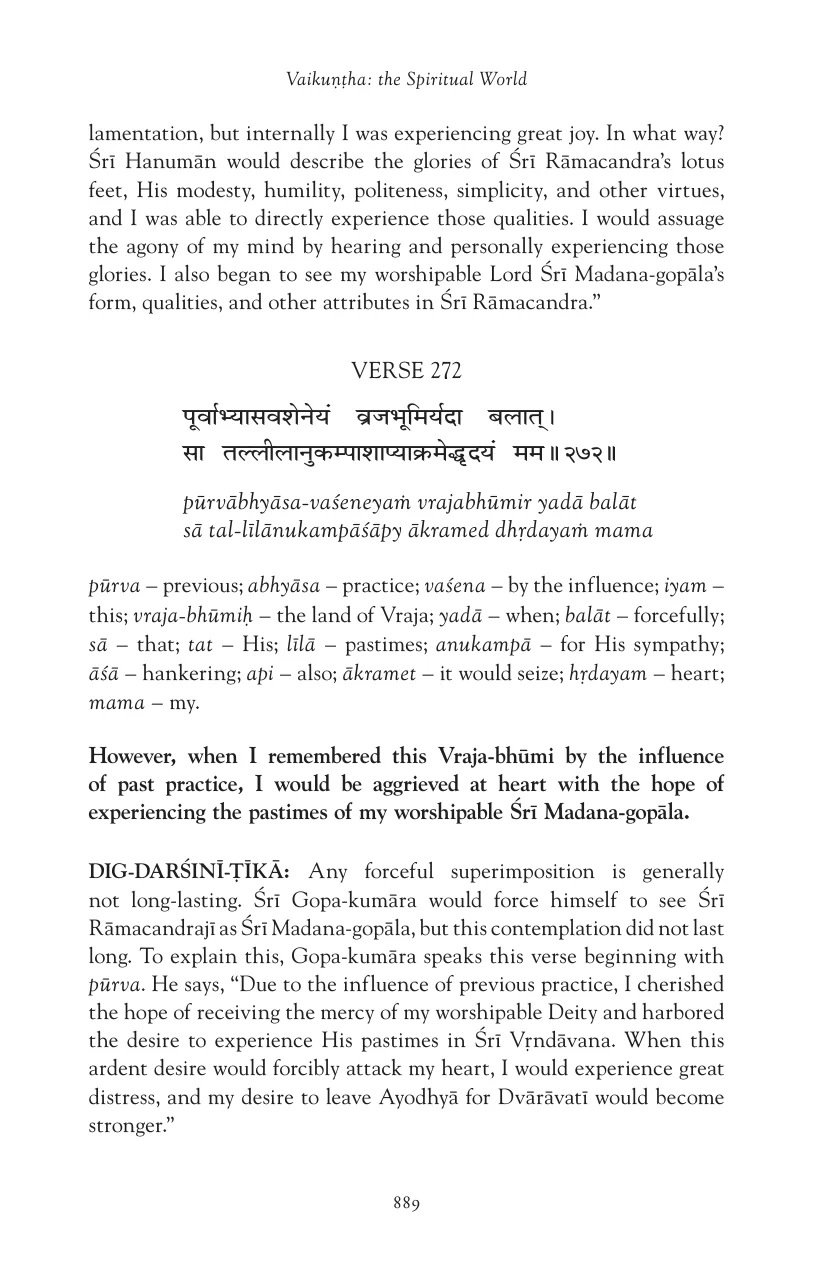 Vaikuṇṭha: the Spiritual World
lamentation, but internally I was experiencing great joy. In what way?
Śrī Hanumān would describe the glories of Śrī Rāmacandra’s lotus
feet, His modesty, humility, politeness, simplicity, and other virtues,
and I was able to directly experience those qualities. I would assuage
the agony of my mind by hearing and personally experiencing those
glories. I also began to see my worshipable Lord Śrī Madana-gopāla’s
form, qualities, and other attributes in Śrī Rāmacandra.”
VERSE 272
पूर्वाभ्यासवशेनेयं व्रजभूमिर्यदा बलात्।
सा तल्लीलानुकम्पाशाप्याक्रमेद्धृदयं मम॥२७२॥
pūrvābhyāsa-vaśeneyaṁ vrajabhūmir yadā balāt
sā tal-līlānukampāśāpy ākramed dhṛdayaṁ mama
pūrva – previous; abhyāsa – practice; vaśena – by the influence; iyam –
this; vraja-bhūmiḥ – the land of Vraja; yadā – when; balāt – forcefully;
sā – that; tat – His; līlā – pastimes; anukampā – for His sympathy;
āśā – hankering; api – also; ākramet – it would seize; hṛdayam – heart;
mama – my.
However, when I remembered this Vraja-bhūmi by the influence
of past practice, I would be aggrieved at heart with the hope of
experiencing the pastimes of my worshipable Śrī Madana-gopāla.
DIG-DARŚINĪ-ṬĪKĀ: Any forceful superimposition is generally
not long-lasting. Śrī Gopa-kumāra would force himself to see Śrī
Rāmacandrajī as Śrī Madana-gopāla, but this contemplation did not last
long. To explain this, Gopa-kumāra speaks this verse beginning with
pūrva. He says, “Due to the influence of previous practice, I cherished
the hope of receiving the mercy of my worshipable Deity and harbored
the desire to experience His pastimes in Śrī Vṛndāvana. When this
ardent desire would forcibly attack my heart, I would experience great
distress, and my desire to leave Ayodhyā for Dvārāvatī would become
stronger.”
889